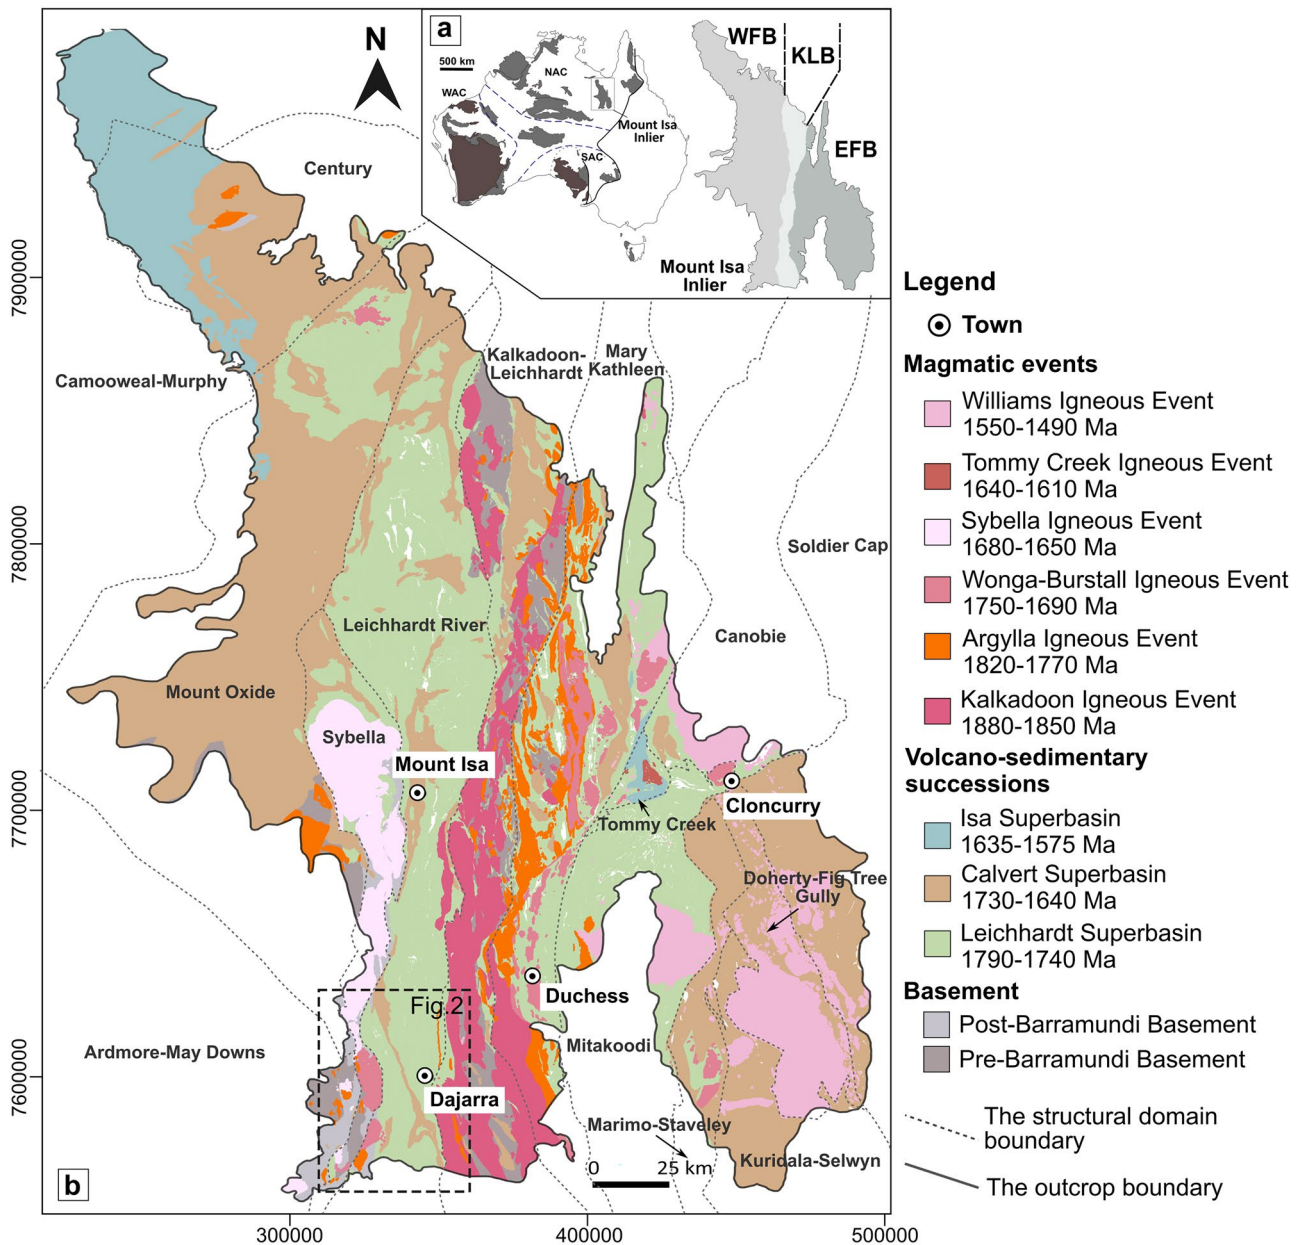 N
a
500 km
NAC
WAC
SAC
Mount Isa
Inlier
WFB
KLB
EFB
Mount Isa
Inlier
Century
Camooweal-Murphy
Kalkadoon-
Leichhardt
Mary
Kathleen
Soldier Cap
Leichhardt River
Canobie
Mount Oxide
Sybella
Mount Isa
Cloncurry
Tommy Creek
Doherty-Fig Tree
Gully
Duchess
Fig.2
Ardmore-May Downs
Mitakoodi
Dajarra
Marimo-Staveley
Kuridala-Selwyn
0 25 km
b
7900000
7800000
7700000
7600000
300000
400000
500000
Legend
Town
Magmatic events
Williams Igneous Event
1550-1490 Ma
Tommy Creek Igneous Event
1640-1610 Ma
Sybella Igneous Event
1680-1650 Ma
Wonga-Burstall Igneous Event
1750-1690 Ma
Argylla Igneous Event
1820-1770 Ma
Kalkadoon Igneous Event
1880-1850 Ma
Volcano-sedimentary
successions
Isa Superbasin
1635-1575 Ma
Calvert Superbasin
1730-1640 Ma
Leichhardt Superbasin
1790-1740 Ma
Basement
Post-Barramundi Basement
Pre-Barramundi Basement
The structural domain
boundary
The outcrop boundary